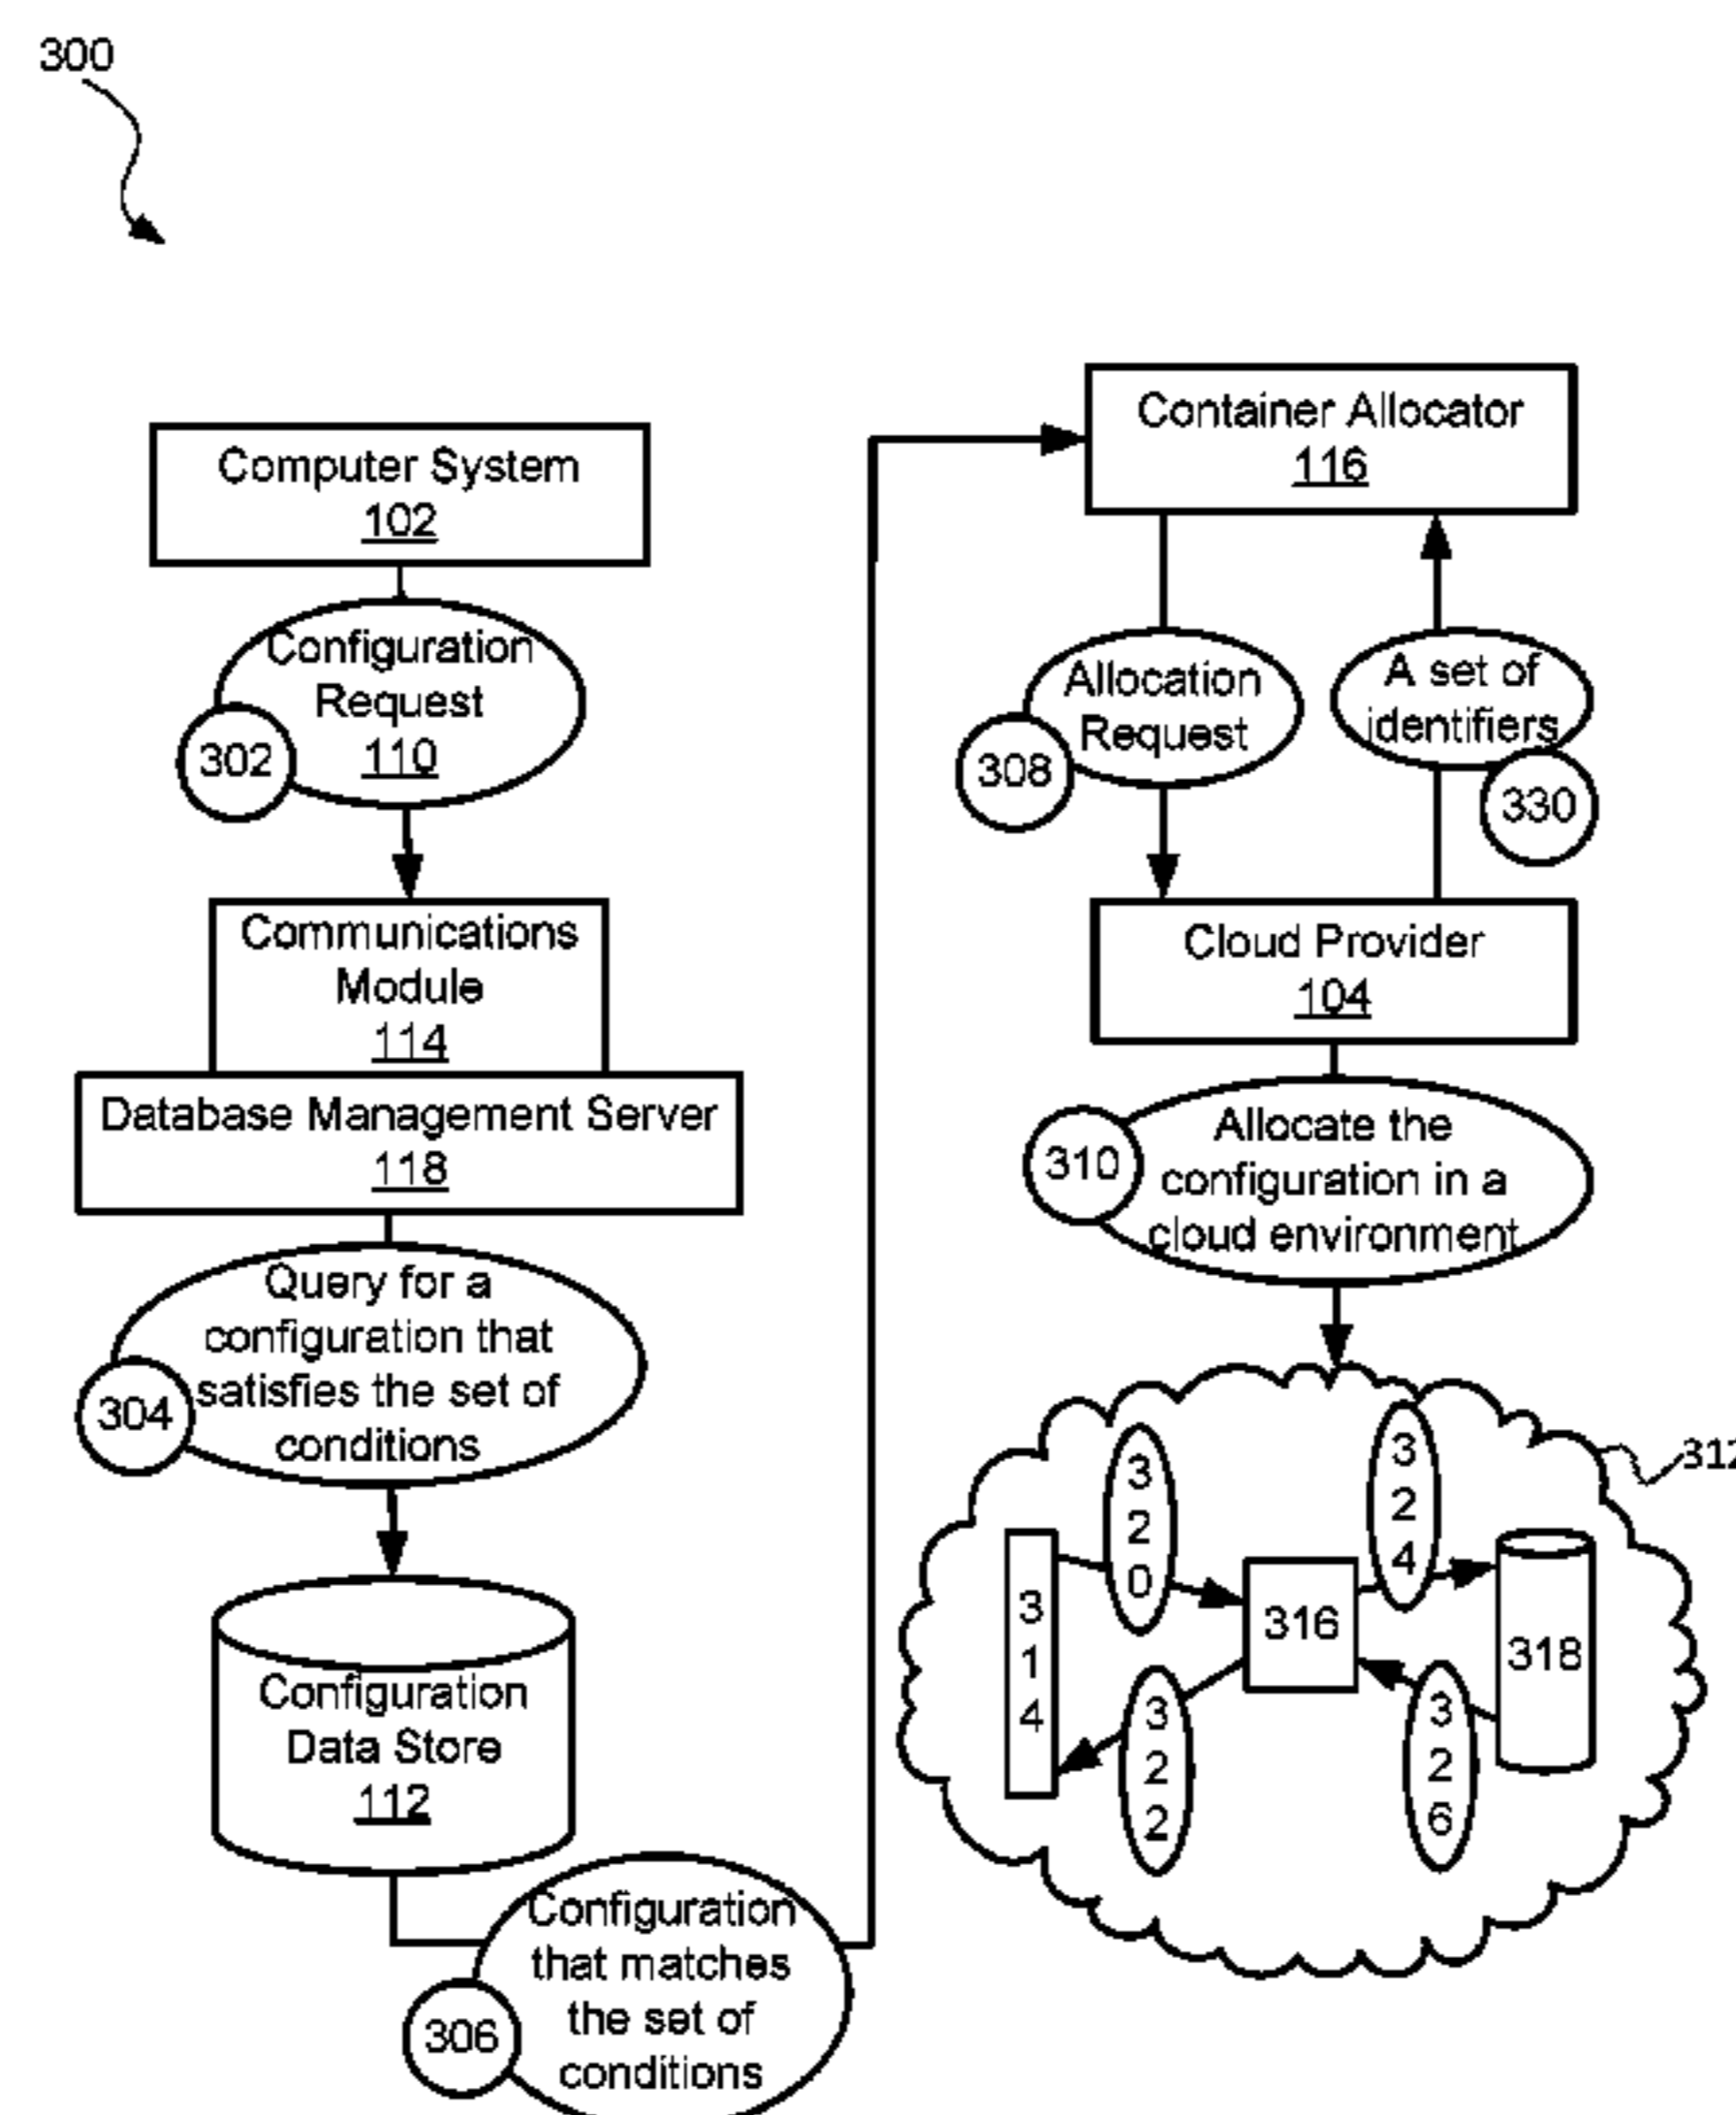 300
Computer System
102
Configuration
Request
110
302
Communications
Module
114
Database Management Server
118
Query for a
configuration that
satisfies the set of
conditions
304
Configuration
Data Store
112
Configuration
that matches
the set of
conditions
306
Container Allocator
116
Allocation
Request
308
A set of
identifiers
330
Cloud Provider
104
Allocate the
configuration in a
cloud environment
310
312
314
320
316
324
318
322
326